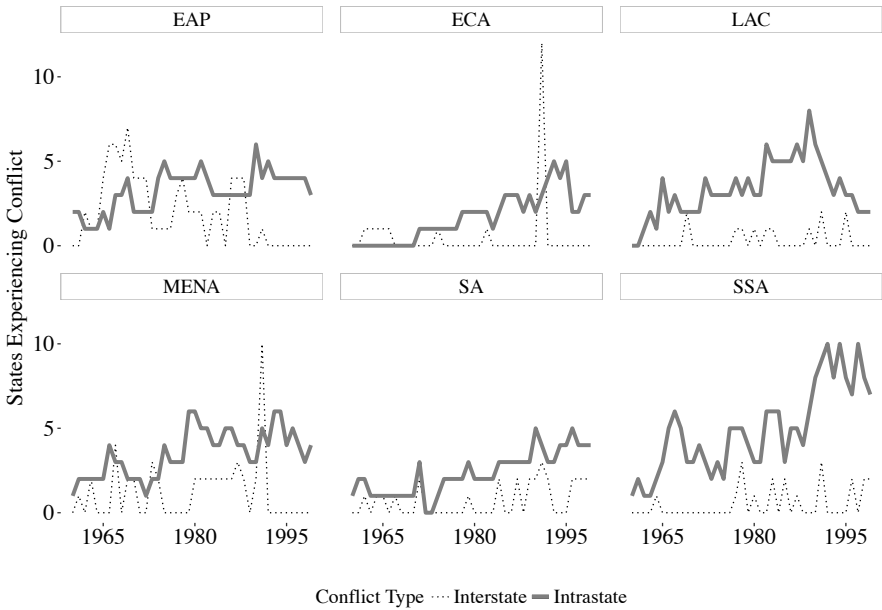 EAP ECA LAC
10
5
0
States Experiencing Conflict
MENA SA SSA
10
5
0
1965 1980 1995 1965 1980 1995 1965 1980 1995
Conflict Type Interstate Intrastate